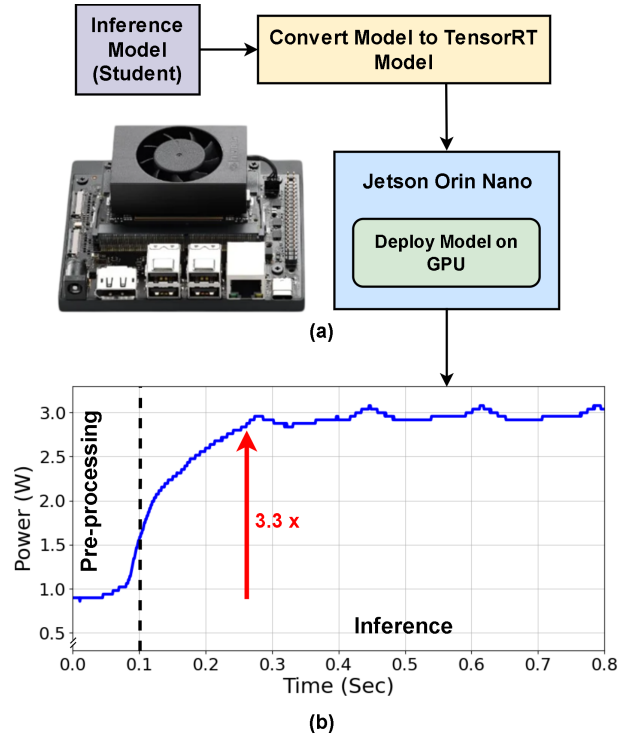 Inference
Model
(Student)
Convert Model to TensorRT
Model
Jetson Orin Nano
Deploy Model on
GPU
(a)
Power (W)
3.0
2.5
2.0
1.5
1.0
0.5
Pre-processing
3.3 x
Inference
0.0 0.1 0.2 0.3 0.4 0.5 0.6 0.7 0.8
Time (Sec)
(b)